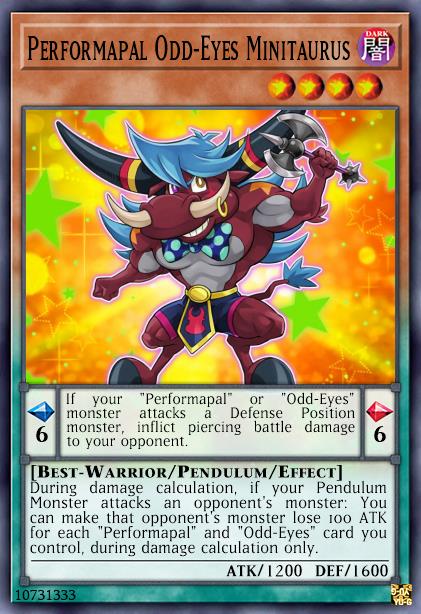 PERFORMAPAL ODD-EYES MINITAURUS
DARK
闇
If your "Performapal" or "Odd-Eyes"
monster attacks a Defense Position
monster, inflict piercing battle damage
to your opponent.
6
6
[BEST-WARRIOR/PENDULUM/EFFECT]
During damage calculation, if your Pendulum
Monster attacks an opponent's monster: You
can make that opponent's monster lose 100 ATK
for each "Performapal" and "Odd-Eyes" card you
control, during damage calculation only.
ATK/1200 DEF/1600
10731333